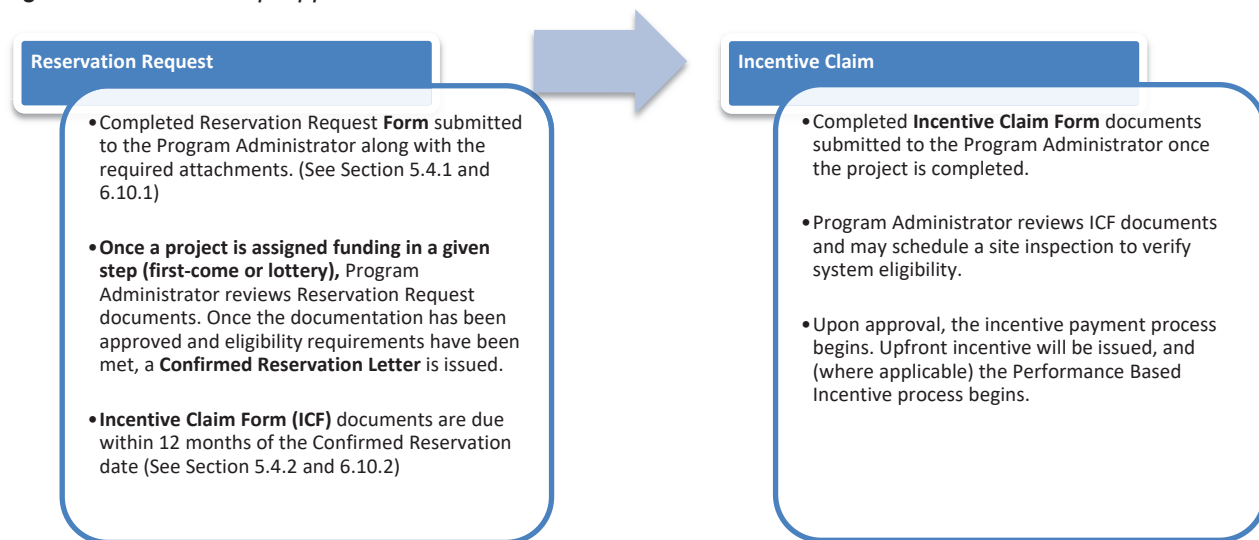 Reservation Request
•Completed Reservation Request Form submitted
to the Program Administrator along with the
required attachments. (See Section 5.4.1 and
6.10.1)
•Once a project is assigned funding in a given
step (first-come or lottery), Program
Administrator reviews Reservation Request
documents. Once the documentation has been
approved and eligibility requirements have been
met, a Confirmed Reservation Letter is issued.
•Incentive Claim Form (ICF) documents are due
within 12 months of the Confirmed Reservation
date (See Section 5.4.2 and 6.10.2)
Incentive Claim
•Completed Incentive Claim Form documents
submitted to the Program Administrator once
the project is completed.
•Program Administrator reviews ICF documents
and may schedule a site inspection to verify
system eligibility.
•Upon approval, the incentive payment process
begins. Upfront incentive will be issued, and
(where applicable) the Performance Based
Incentive process begins.